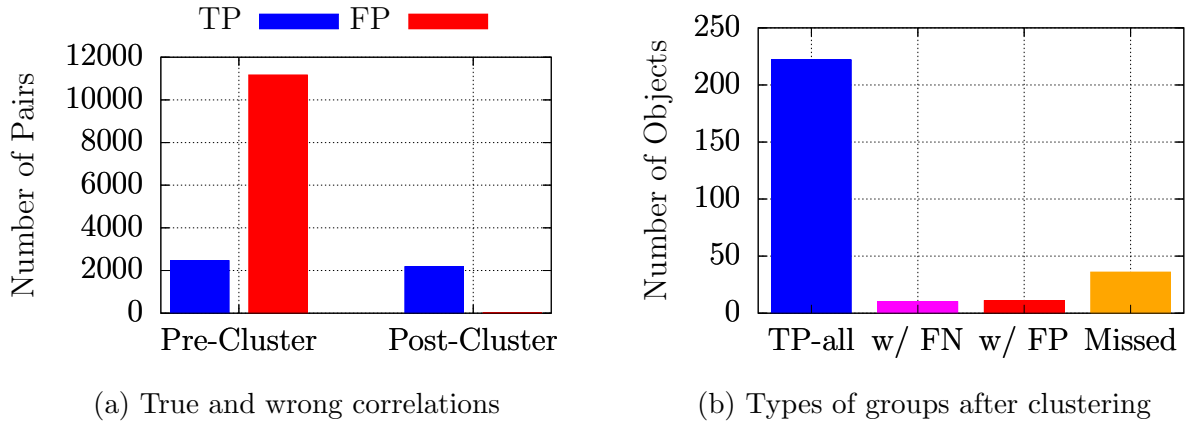 TP FP
Number of Pairs
12000
10000
8000
6000
4000
2000
0
Pre-Cluster Post-Cluster
(a) True and wrong correlations
Number of Objects
250
200
150
100
50
0
TP-all w/ FN w/ FP Missed
(b) Types of groups after clustering